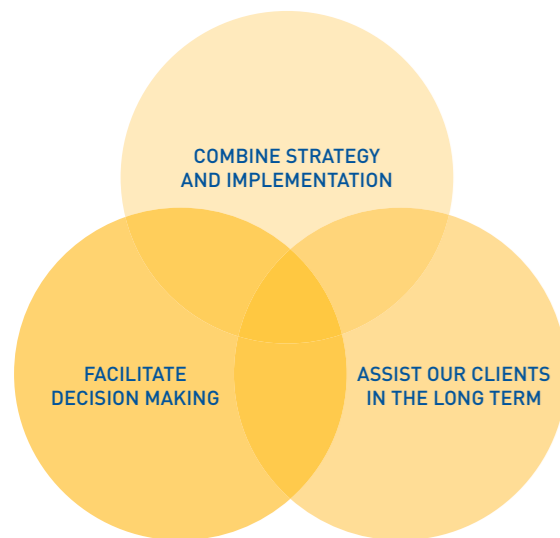 COMBINE STRATEGY
AND IMPLEMENTATION
FACILITATE
DECISION MAKING
ASSIST OUR CLIENTS
IN THE LONG TERM